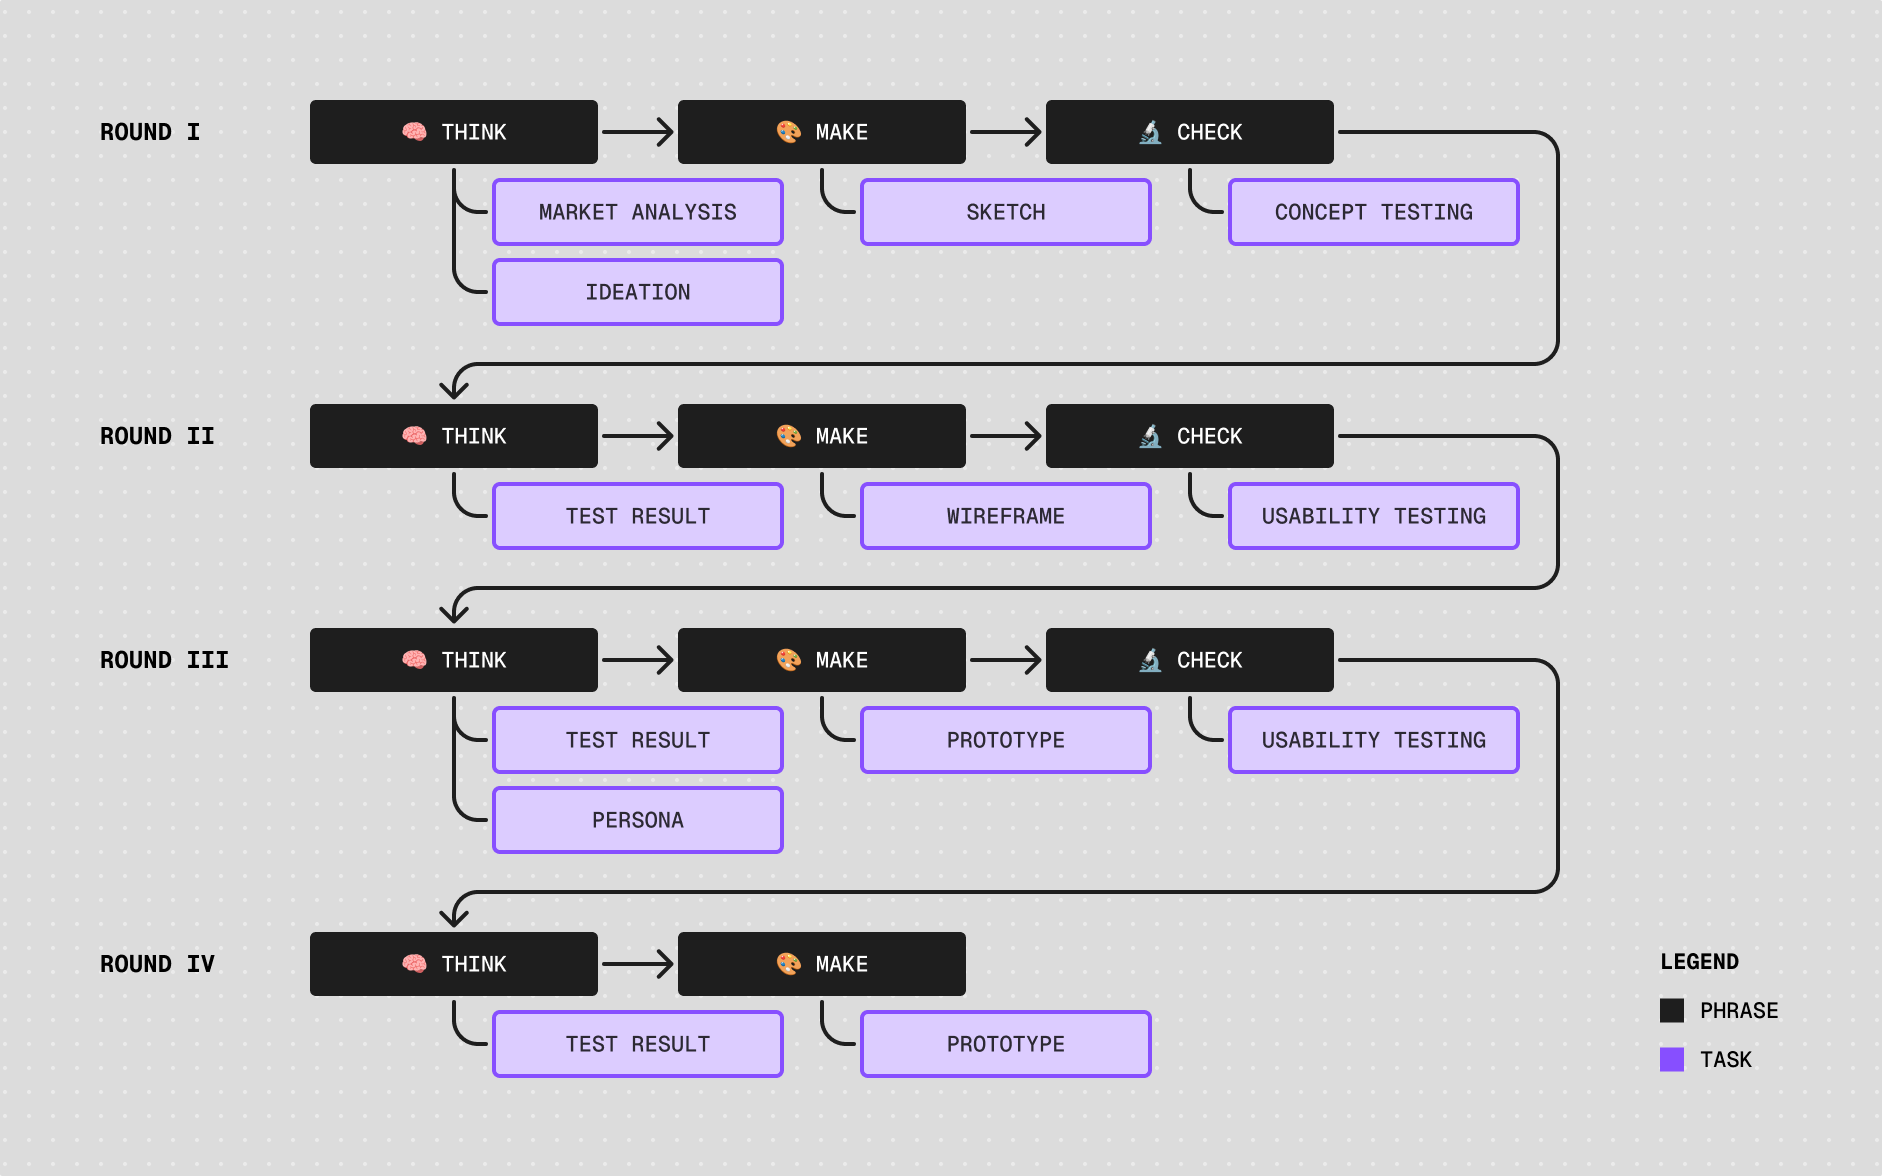 ROUND I
THINK
MAKE
CHECK
MARKET ANALYSIS
SKETCH
CONCEPT TESTING
IDEATION
ROUND II
THINK
MAKE
CHECK
TEST RESULT
WIREFRAME
USABILITY TESTING
ROUND III
THINK
MAKE
CHECK
TEST RESULT
PROTOTYPE
USABILITY TESTING
PERSONA
ROUND IV
THINK
MAKE
TEST RESULT
PROTOTYPE
LEGEND
PHRASE
TASK